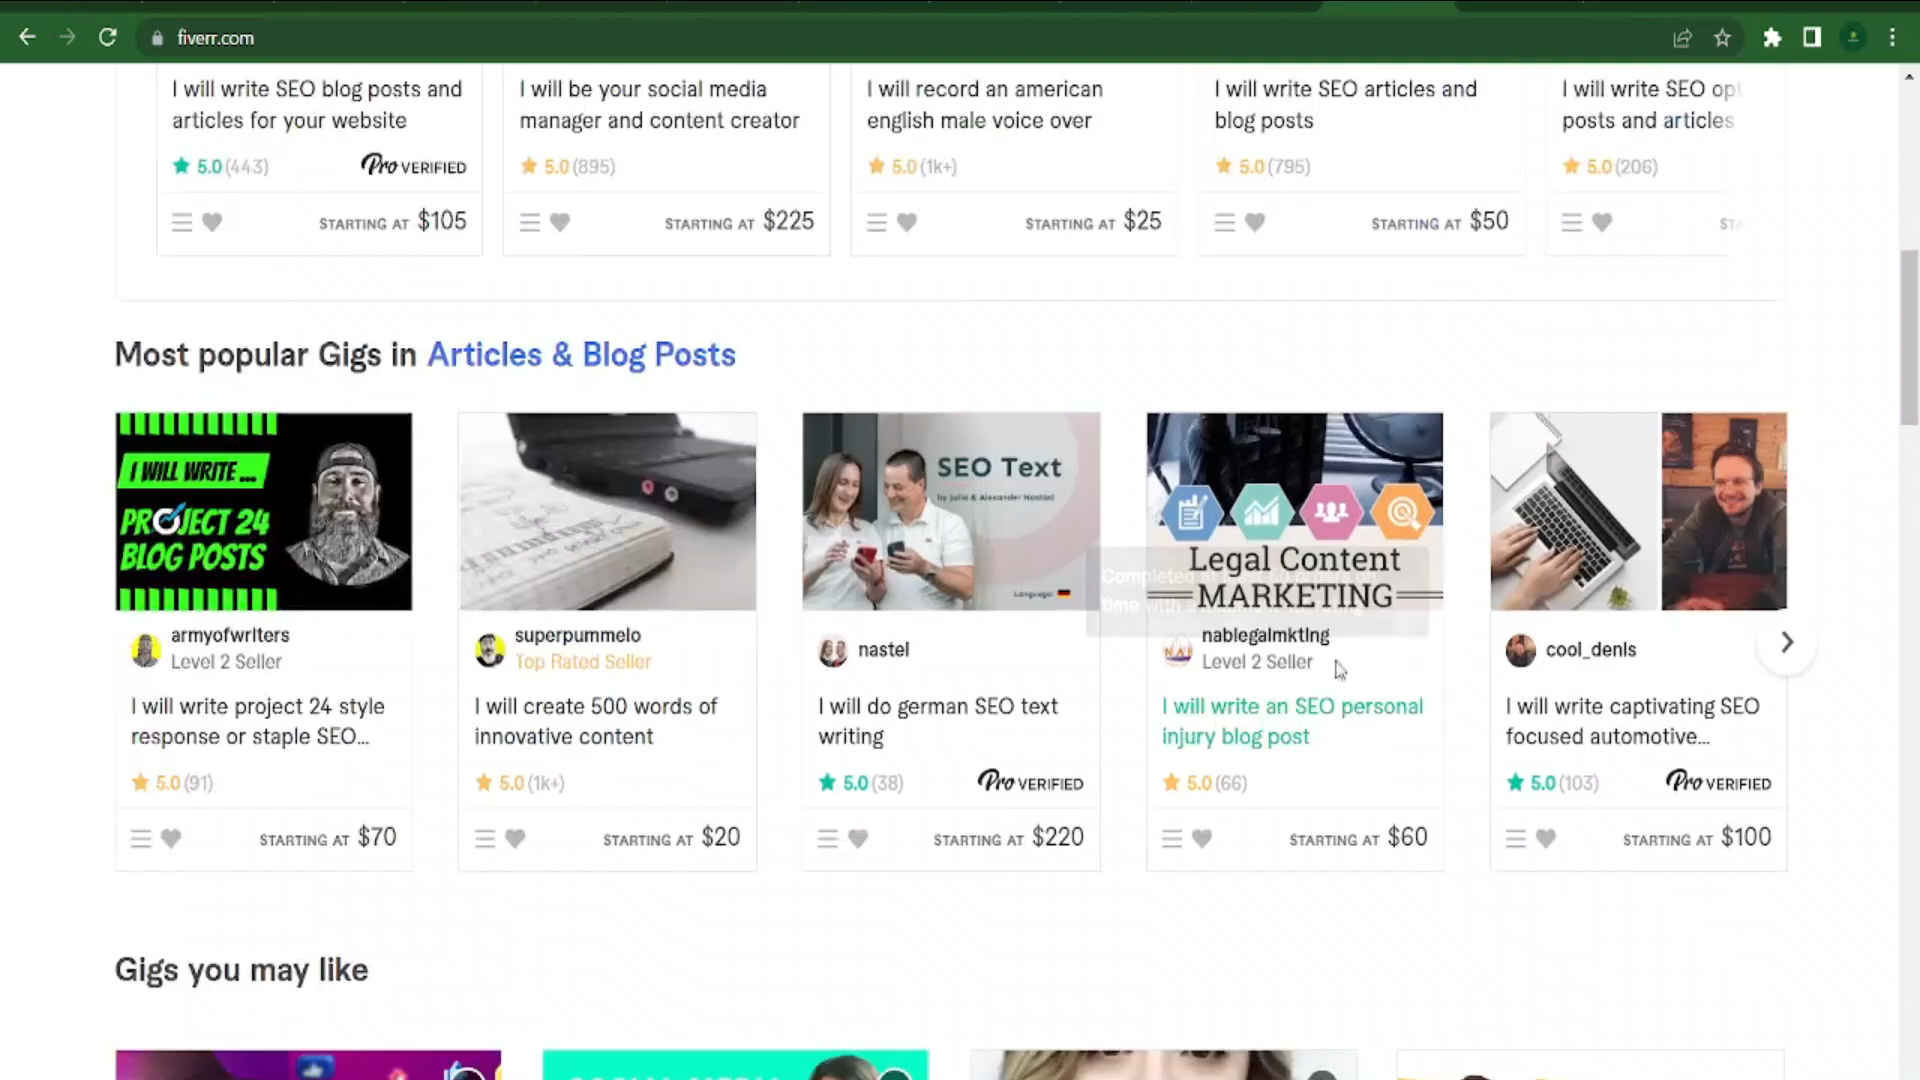 fiverr.com
I will write SEO blog posts and
articles for your website
5.0 (443)
Pro VERIFIED
STARTING AT $105
I will be your social media
manager and content creator
5.0 (895)
STARTING AT $225
I will record an american
english male voice over
5.0 (1k+)
STARTING AT $25
I will write SEO articles and
blog posts
5.0 (795)
STARTING AT $50
I will write SEO
posts and articles
5.0 (206)
Most popular Gigs in Articles & Blog Posts
I WILL WRITE ...
PROJECT 24
BLOG POSTS
armyofwriters
Level 2 Seller
I will write project 24 style
response or staple SEO...
5.0 (91)
STARTING AT $70
superpummelo
Top Rated Seller
I will create 500 words of
innovative content
5.0 (1k+)
STARTING AT $20
SEO Text
by Julia & Alexander Nastasi
Language:
nastel
I will do german SEO text
writing
5.0 (38)
Pro VERIFIED
STARTING AT $220
Legal Content
MARKETING
Completed
time with a
nablegalmkting
Level 2 Seller
I will write an SEO personal
injury blog post
5.0 (66)
STARTING AT $60
cool_denis
I will write captivating SEO
focused automotive...
5.0 (103)
Pro VERIFIED
STARTING AT $100
Gigs you may like